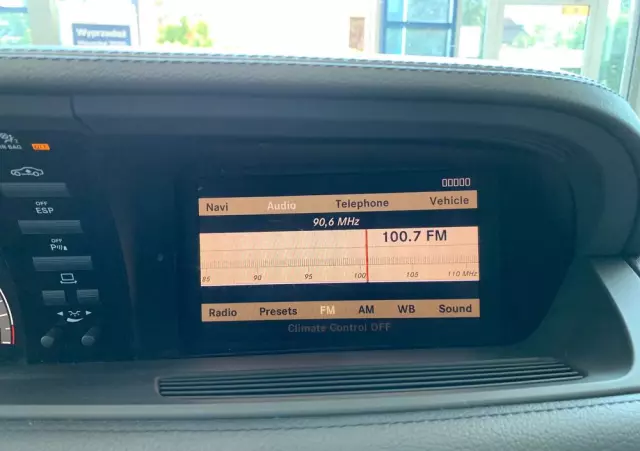 Wyprzedaż
OFF
ESP
OFF
P
00000
Navi Audio Telephone Vehicle
90,6 MHz
100.7 FM
85 90 95 100 105 110 MHz
Radio Presets FM AM WB Sound
Climate Control OFF